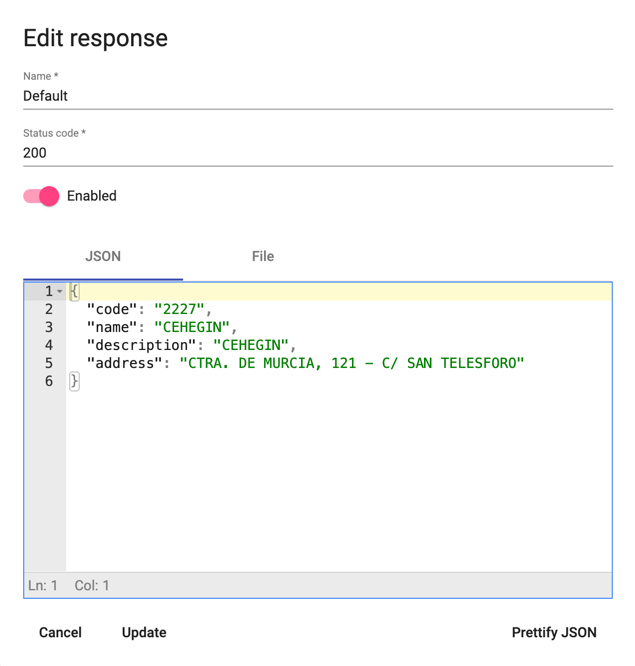 Edit response
Name *
Default
Status code *
200
Enabled
JSON File
1 {
2 "code": "2227",
3 "name": "CEHEGIN",
4 "description": "CEHEGIN",
5 "address": "CTRA. DE MURCIA, 121 - C/ SAN TELESFORO"
6 }
Ln: 1 Col: 1
Cancel Update Prettify JSON